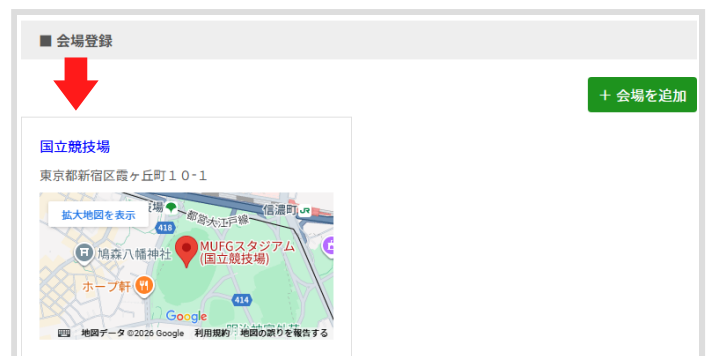 ■ 会場登録
+ 会場を追加
国立競技場
東京都新宿区霞ヶ丘町１０-１
拡大地図を表示
都営大江戸線
信濃町
JR
418
鳩森八幡神社
MUFGスタジアム
(国立競技場)
ホープ軒
414
Google
地図データ ©2026 Google 利用規約 地図の誤りを報告する